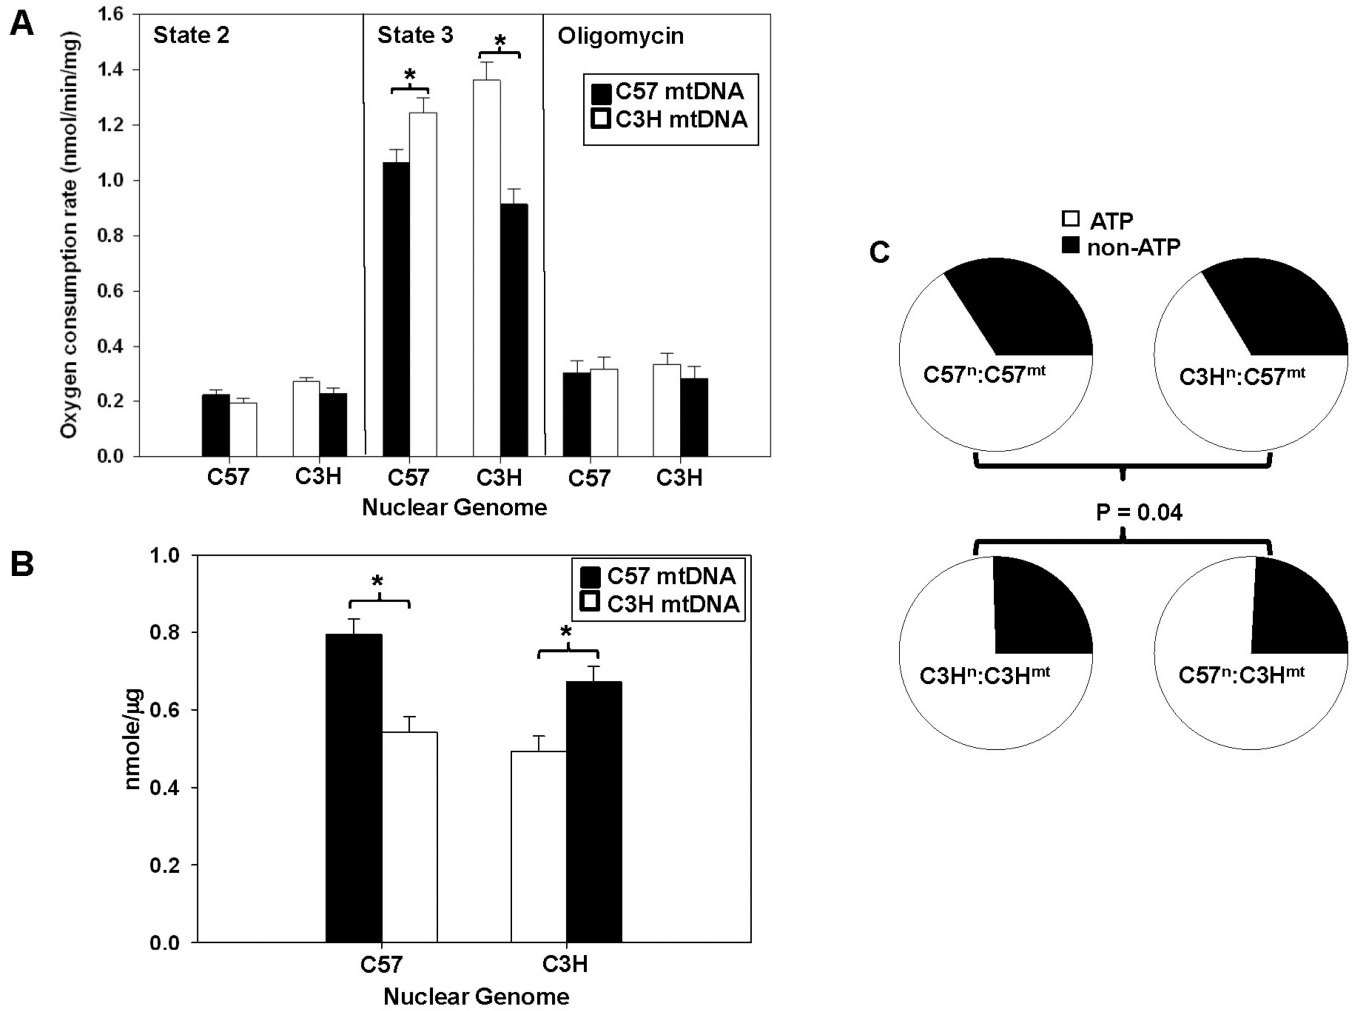 A
Oxygen consumption rate (nmol/min/mg)
1.6
1.4
1.2
1.0
0.8
0.6
0.4
0.2
0.0
State 2
State 3
Oligomycin
*
*
C57 mtDNA
C3H mtDNA
C57
C3H
C57
C3H
C57
C3H
Nuclear Genome
B
nmole/µg
1.0
0.8
0.6
0.4
0.2
0.0
*
*
C57 mtDNA
C3H mtDNA
C57
C3H
Nuclear Genome
C
ATP
non-ATP
C57ⁿ:C57ᵐᵗ
C3Hⁿ:C57ᵐᵗ
P = 0.04
C3Hⁿ:C3Hᵐᵗ
C57ⁿ:C3Hᵐᵗ